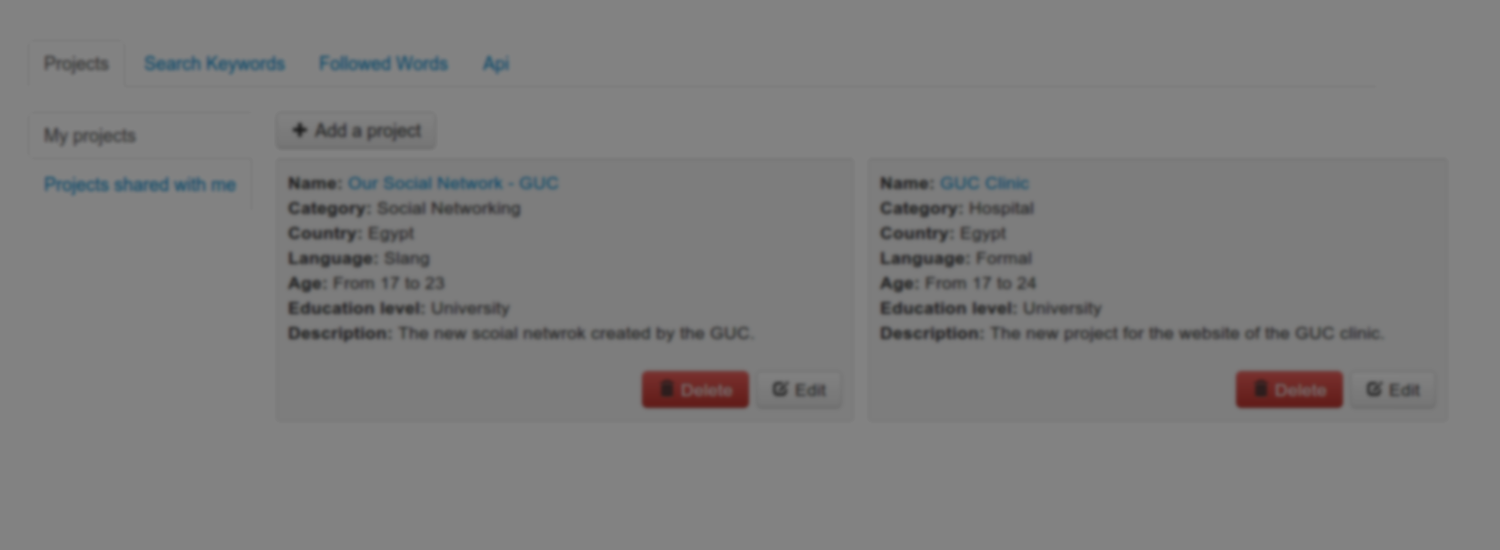 Projects Search Keywords Followed Words Api
My projects
Projects shared with me
Add a project
Name: Our Social Network - GUC
Category: Social Networking
Country: Egypt
Language: Slang
Age: From 17 to 23
Education level: University
Description: The new scoial netwrok created by the GUC.
Delete Edit
Name: GUC Clinic
Category: Hospital
Country: Egypt
Language: Formal
Age: From 17 to 24
Education level: University
Description: The new project for the website of the GUC clinic.
Delete Edit